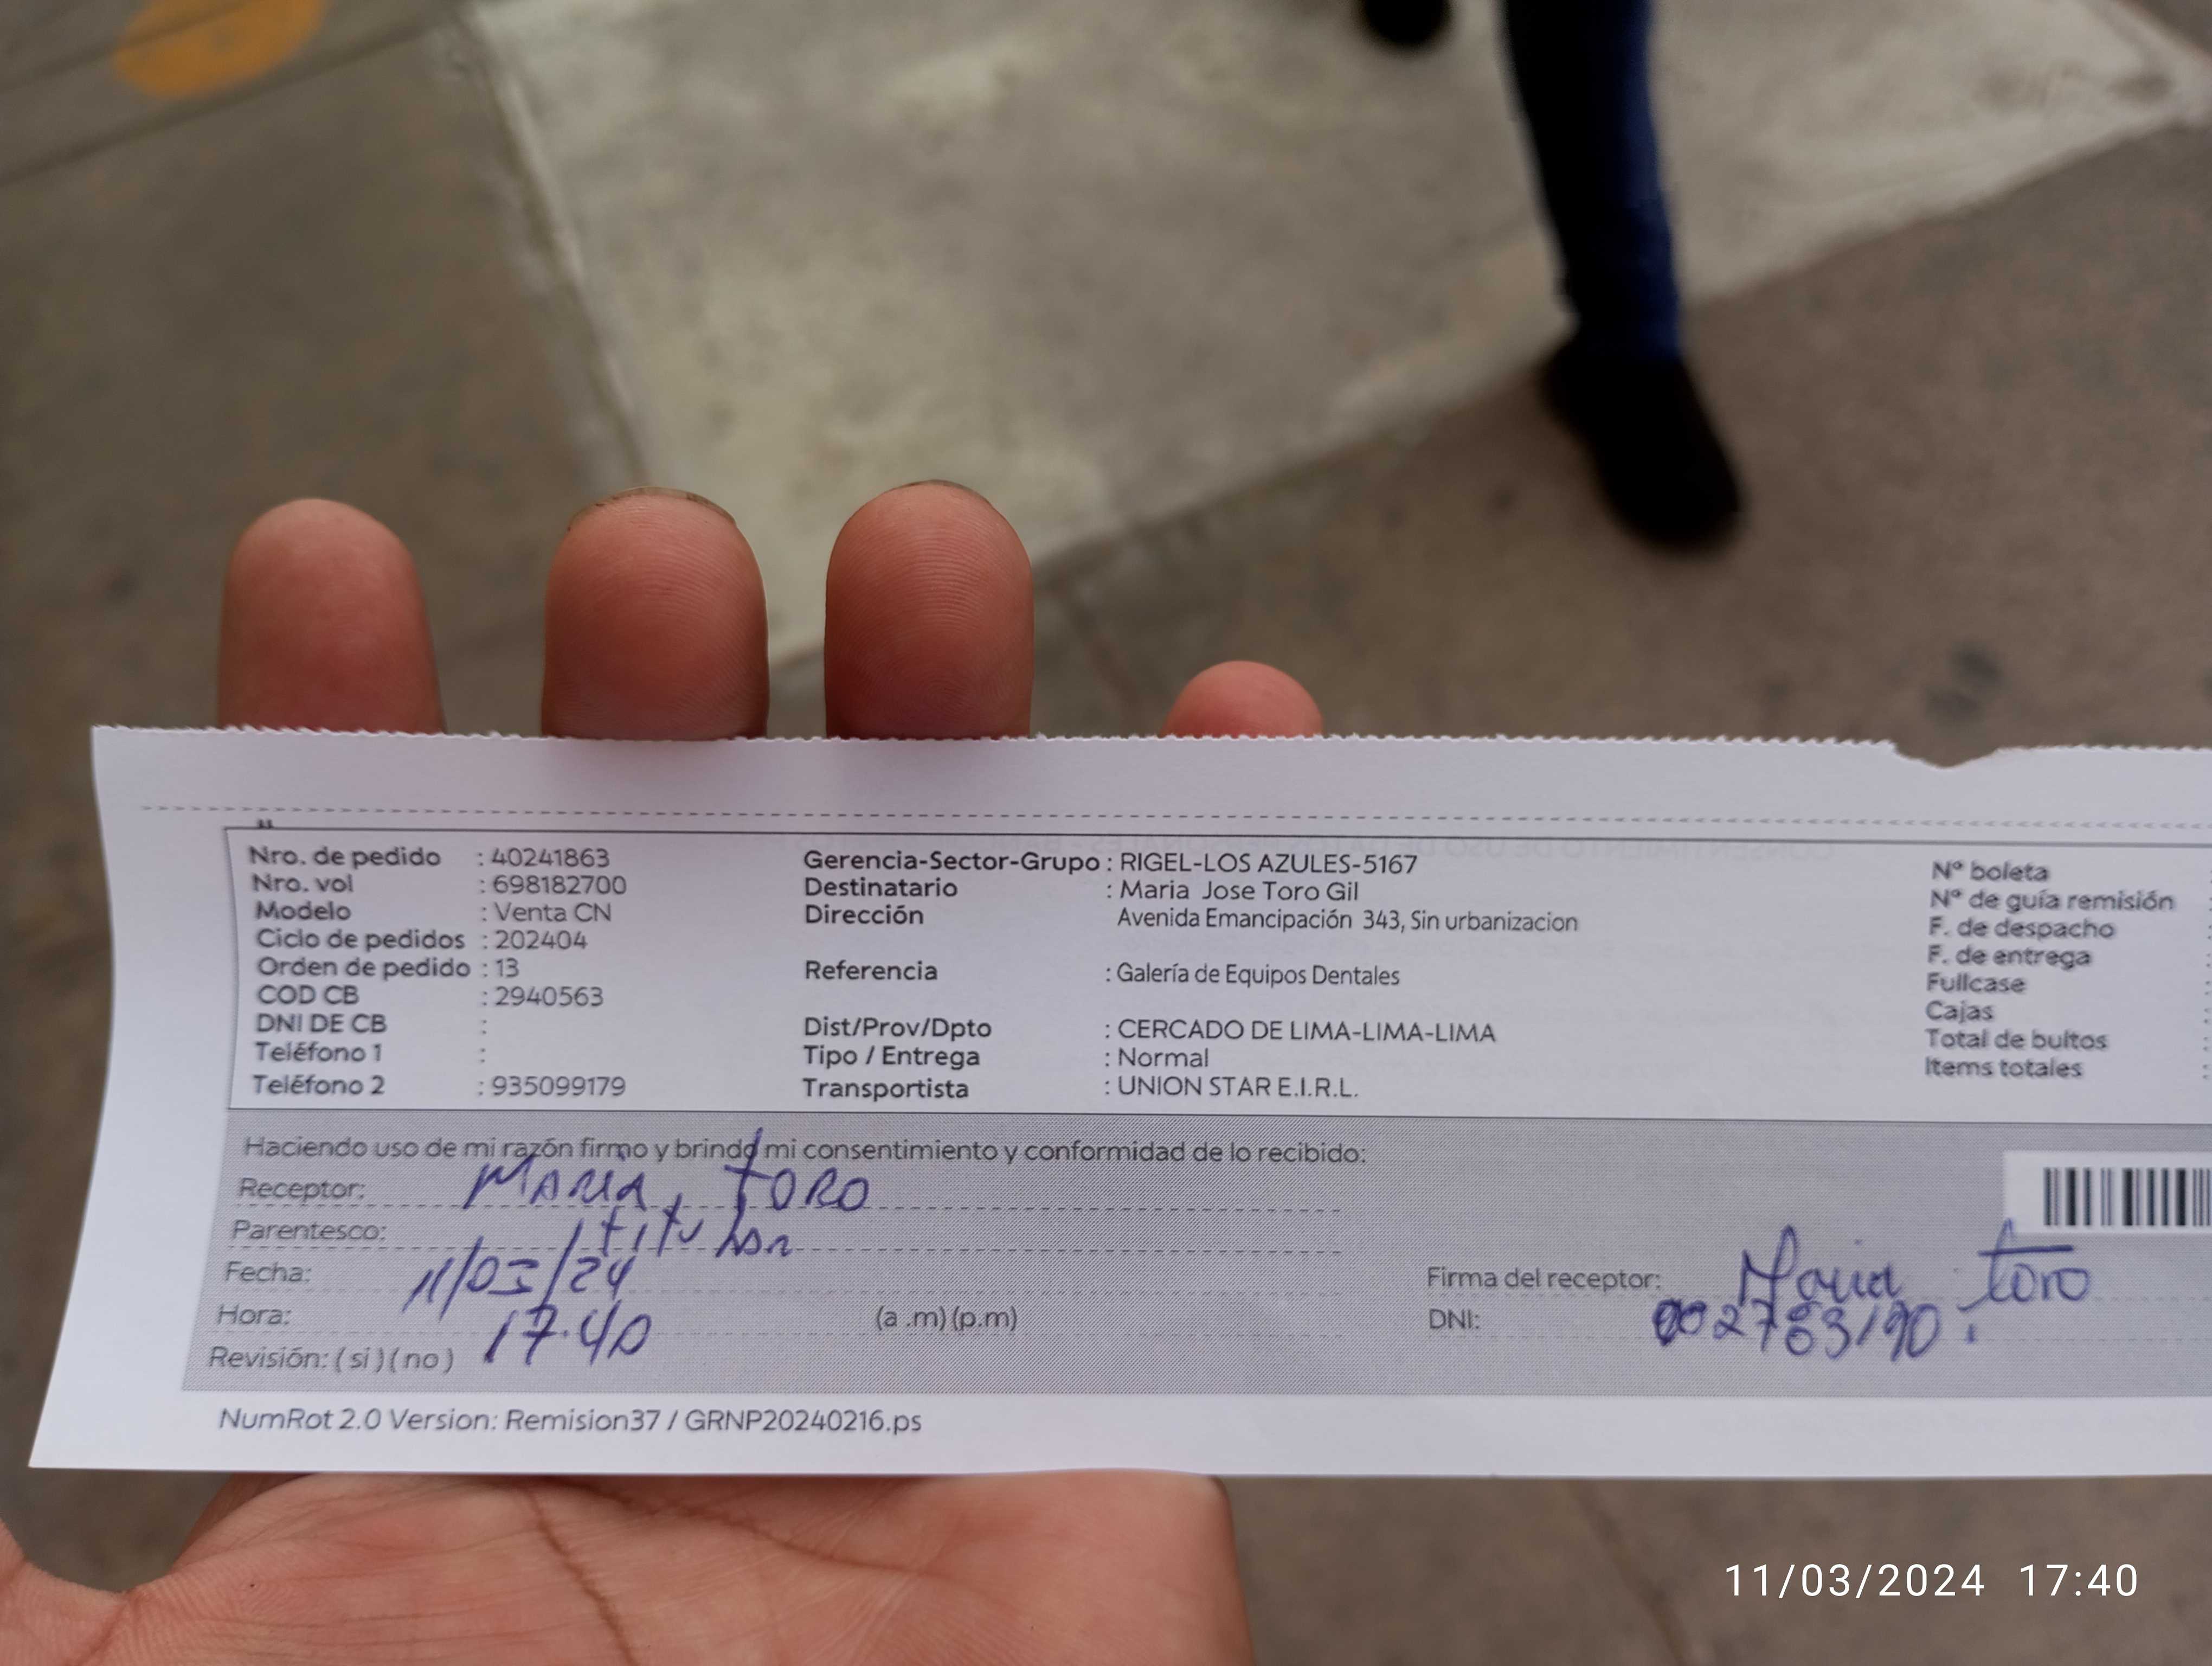 Nro. de pedido : 40241863
Nro. vol : 698182700
Modelo : Venta CN
Ciclo de pedidos : 202404
Orden de pedido : 13
COD CB : 2940563
DNI DE CB :
Teléfono 1 :
Teléfono 2 : 935099179
Gerencia-Sector-Grupo : RIGEL-LOS AZULES-5167
Destinatario : Maria Jose Toro Gil
Dirección Avenida Emancipación 343, Sin urbanizacion
Referencia : Galería de Equipos Dentales
Dist/Prov/Dpto : CERCADO DE LIMA-LIMA-LIMA
Tipo / Entrega : Normal
Transportista : UNION STAR E.I.R.L.
N° boleta :
N° de guía remisión :
F. de despacho :
F. de entrega :
Fullcase :
Cajas :
Total de bultos :
Items totales :
Haciendo uso de mi razón firmo y brindo mi consentimiento y conformidad de lo recibido:
Receptor: MARIA, TORO
Parentesco: titular
Fecha: 11/03/24
Hora: 17:40 (a .m) (p.m)
Revisión: ( si ) ( no )
Firma del receptor: Maria Toro
DNI:
NumRot 2.0 Version: Remision37 / GRNP20240216.ps
11/03/2024 17:40